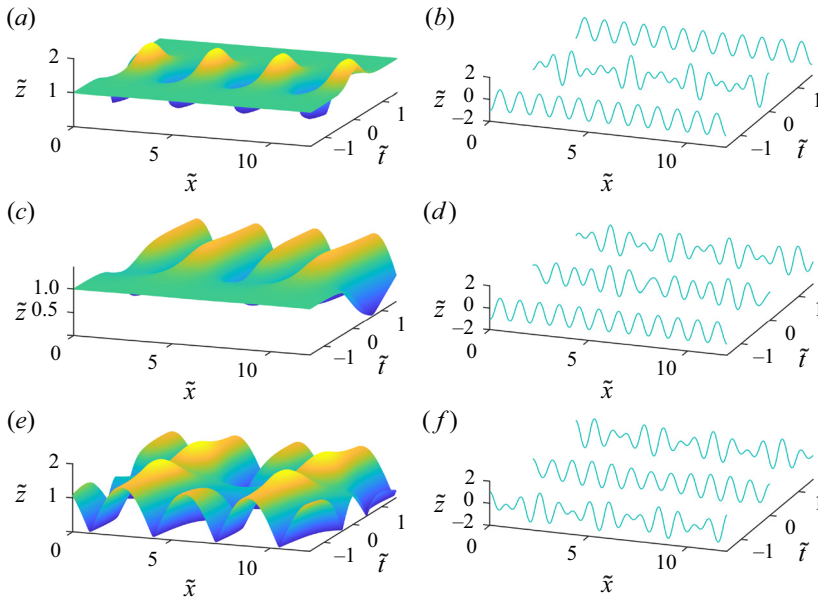 (a) (b)
2
z̃ 1
0 5 10 x̃
−1 0 1 t̃
2
z̃ 0
−2
0 5 10 x̃
−1 0 1 t̃
(c) (d)
1.0
z̃ 0.5
0 5 10 x̃
−1 0 1 t̃
2
z̃ 0
−2
0 5 10 x̃
−1 0 1 t̃
(e) (f)
2
z̃ 1
0 5 10 x̃
−1 0 1 t̃
2
z̃ 0
−2
0 5 10 x̃
−1 0 1 t̃